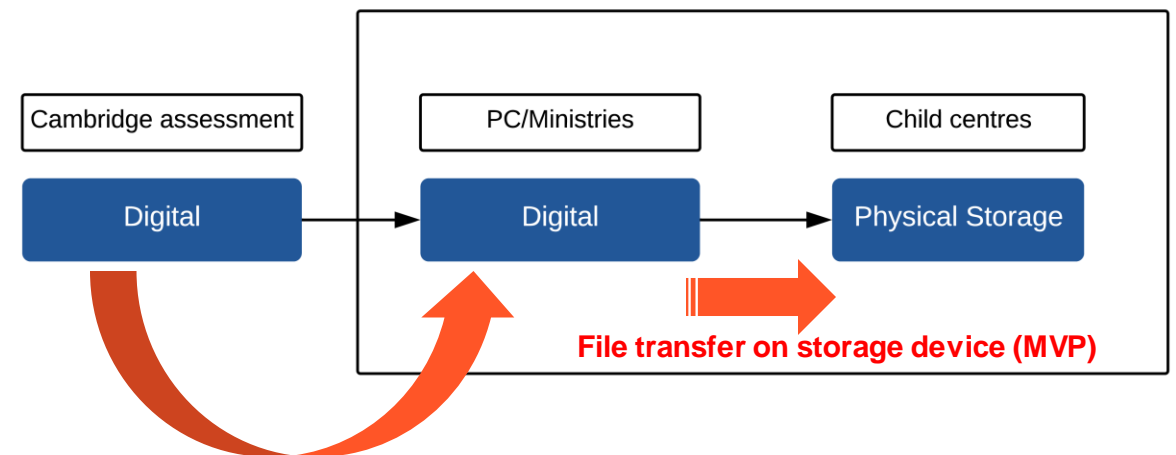 Cambridge assessment
PC/Ministries
Child centres
Digital
Digital
Physical Storage
File transfer on storage device (MVP)